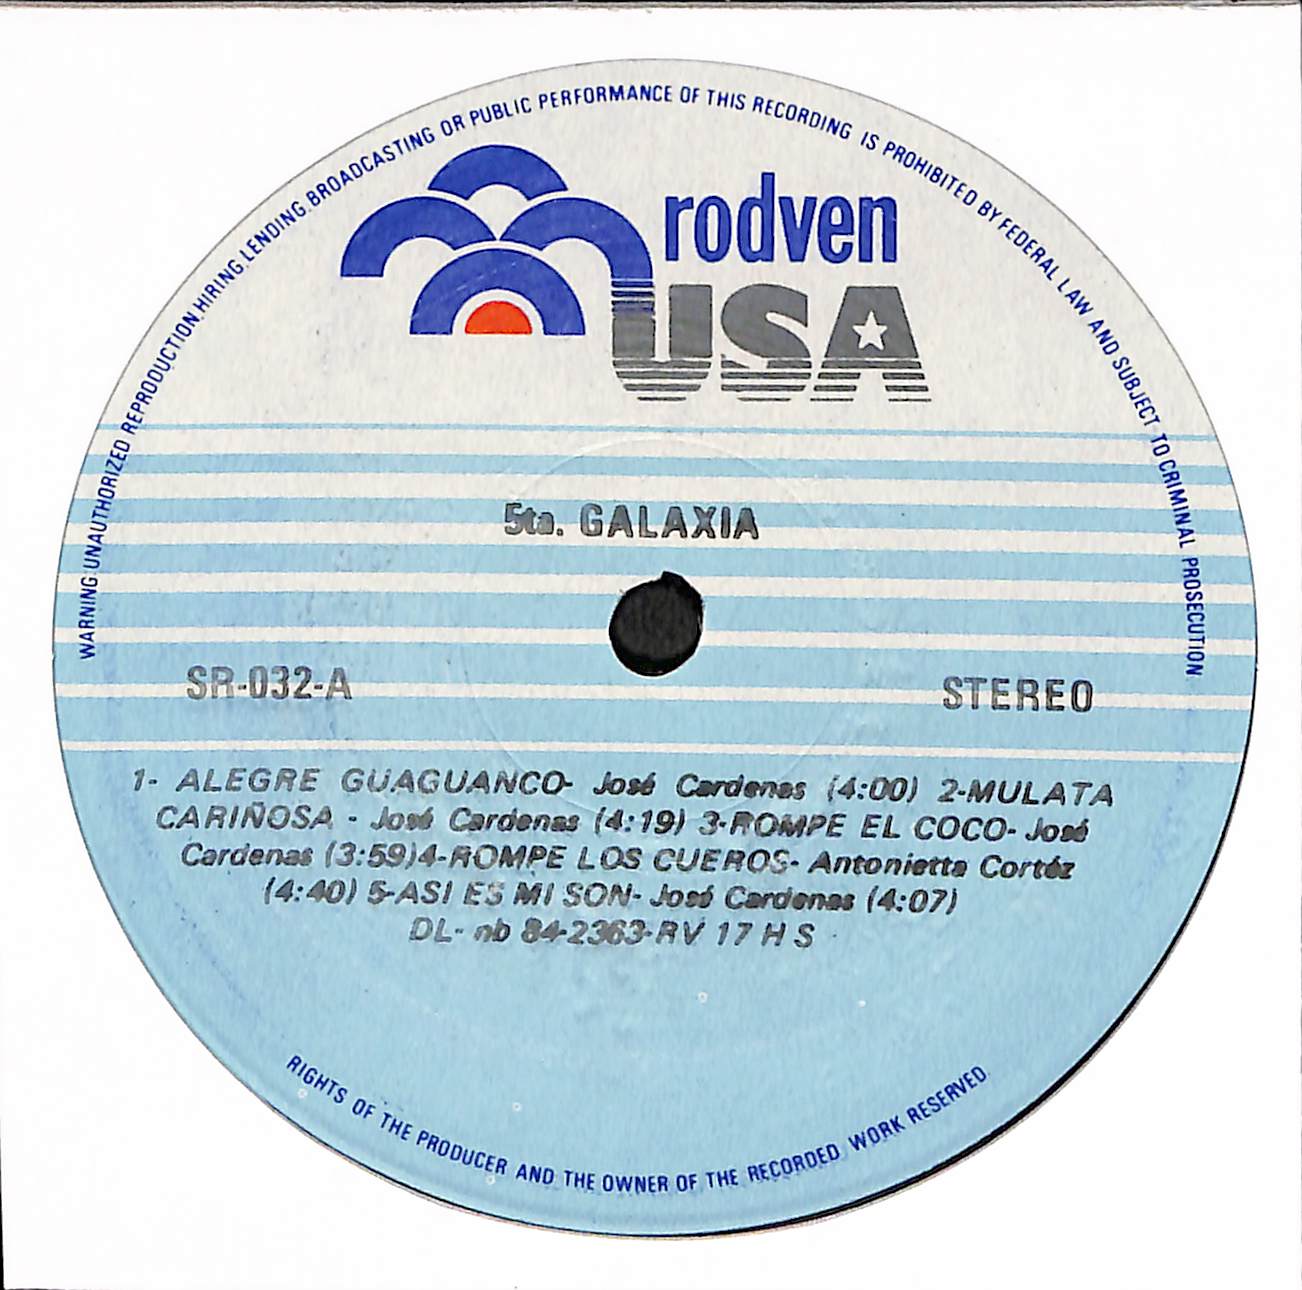 WARNING: UNAUTHORIZED REPRODUCTION, HIRING, LENDING, BROADCASTING OR PUBLIC PERFORMANCE OF THIS RECORDING IS PROHIBITED BY FEDERAL LAW AND SUBJECT TO CRIMINAL PROSECUTION
rodven
USA
5ta. GALAXIA
SR-032-A
STEREO
1- ALEGRE GUAGUANCO- José Cardenas (4:00) 2-MULATA
CARIÑOSA - José Cardenas (4:19) 3-ROMPE EL COCO- José
Cardenas (3:59)4-ROMPE LOS CUEROS- Antonietta Cortéz
(4:40) 5-ASI ES MI SON- José Cardenas (4:07)
DL- nb 84-2363-RV 17 H S
RIGHTS OF THE PRODUCER AND THE OWNER OF THE RECORDED WORK RESERVED